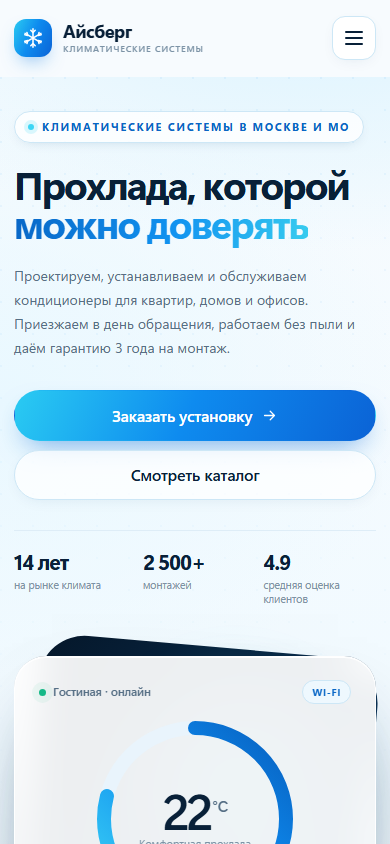 Айсберг
КЛИМАТИЧЕСКИЕ СИСТЕМЫ
КЛИМАТИЧЕСКИЕ СИСТЕМЫ В МОСКВЕ И МО
Прохлада, которой
можно доверять
Проектируем, устанавливаем и обслуживаем
кондиционеры для квартир, домов и офисов.
Приезжаем в день обращения, работаем без пыли и
даём гарантию 3 года на монтаж.
Заказать установку →
Смотреть каталог
14 лет
на рынке климата
2 500+
монтажей
4.9
средняя оценка
клиентов
Гостиная · онлайн
WI-FI
22°C
Комфортная прохлада